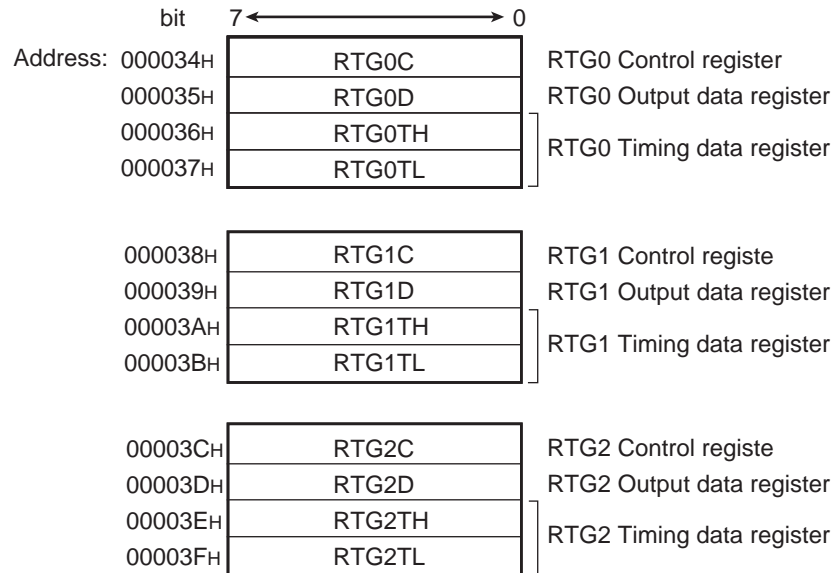 bit 7 0
Address: 000034H RTG0C RTG0 Control register
000035H RTG0D RTG0 Output data register
000036H RTG0TH
RTG0 Timing data register
000037H RTG0TL
000038H RTG1C RTG1 Control registe
000039H RTG1D RTG1 Output data register
00003AH RTG1TH
RTG1 Timing data register
00003BH RTG1TL
00003CH RTG2C RTG2 Control registe
00003DH RTG2D RTG2 Output data register
00003EH RTG2TH
RTG2 Timing data register
00003FH RTG2TL